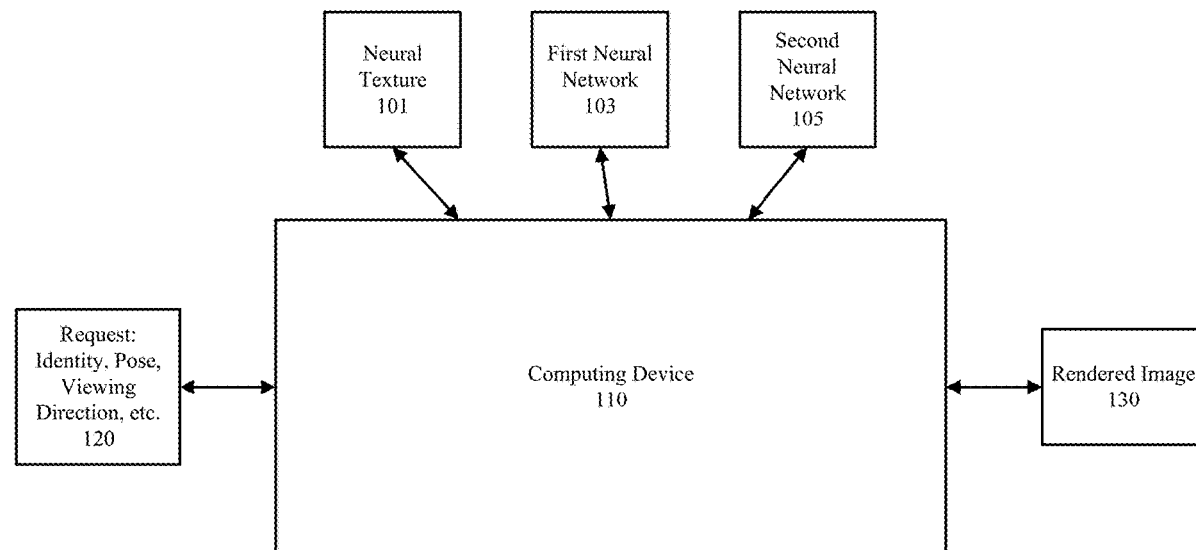 Neural
Texture
101
First Neural
Network
103
Second
Neural
Network
105
Request:
Identity, Pose,
Viewing
Direction, etc.
120
Computing Device
110
Rendered Image
130